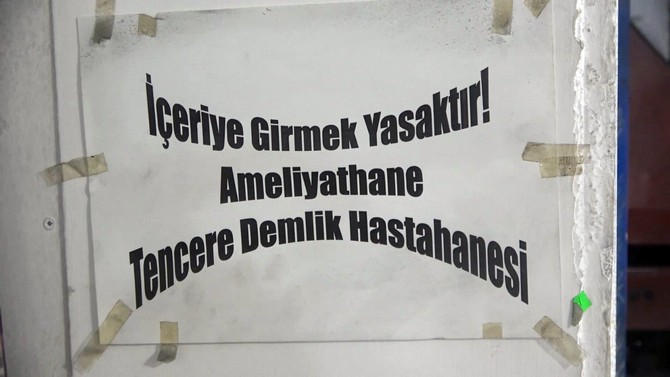 İçeriye Girmek Yasaktır!
Ameliyathane
Tencere Demlik Hastahanesi